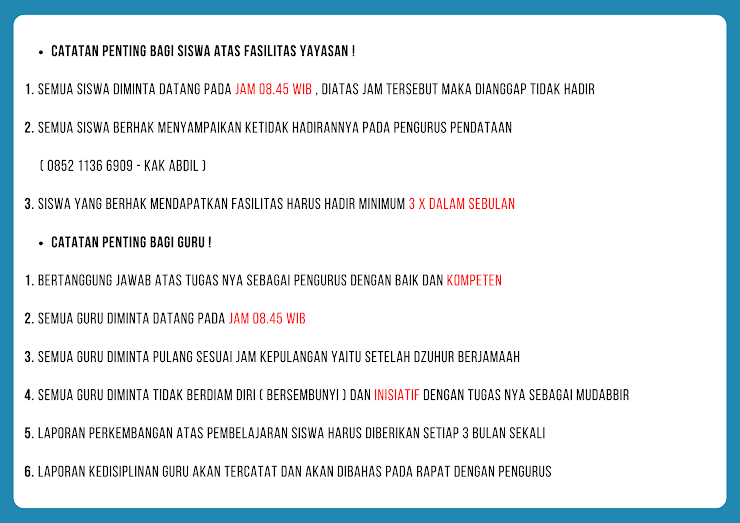 • CATATAN PENTING BAGI SISWA ATAS FASILITAS YAYASAN !
1. SEMUA SISWA DIMINTA DATANG PADA JAM 08.45 WIB , DIATAS JAM TERSEBUT MAKA DIANGGAP TIDAK HADIR
2. SEMUA SISWA BERHAK MENYAMPAIKAN KETIDAK HADIRANNYA PADA PENGURUS PENDATAAN
( 0852 1136 6909 - KAK ABDIL )
3. SISWA YANG BERHAK MENDAPATKAN FASILITAS HARUS HADIR MINIMUM 3 X DALAM SEBULAN
• CATATAN PENTING BAGI GURU !
1. BERTANGGUNG JAWAB ATAS TUGAS NYA SEBAGAI PENGURUS DENGAN BAIK DAN KOMPETEN
2. SEMUA GURU DIMINTA DATANG PADA JAM 08.45 WIB
3. SEMUA GURU DIMINTA PULANG SESUAI JAM KEPULANGAN YAITU SETELAH DZUHUR BERJAMAAH
4. SEMUA GURU DIMINTA TIDAK BERDIAM DIRI ( BERSEMBUNYI ) DAN INISIATIF DENGAN TUGAS NYA SEBAGAI MUDABBIR
5. LAPORAN PERKEMBANGAN ATAS PEMBELAJARAN SISWA HARUS DIBERIKAN SETIAP 3 BULAN SEKALI
6. LAPORAN KEDISIPLINAN GURU AKAN TERCATAT DAN AKAN DIBAHAS PADA RAPAT DENGAN PENGURUS